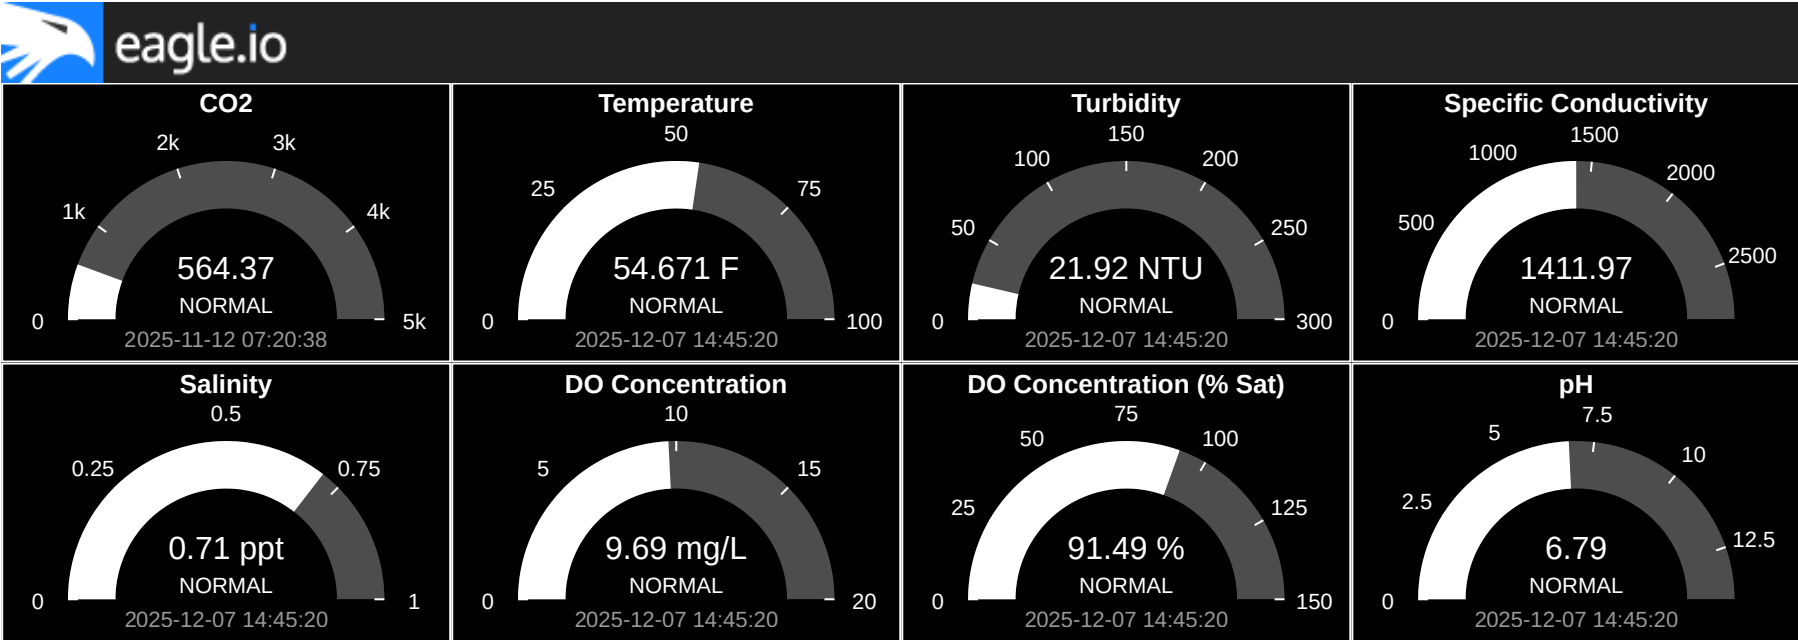 eagle.io
CO2
2k
3k
1k
4k
564.37
NORMAL
0
5k
2025-11-12 07:20:38
Temperature
50
25
75
54.671 F
NORMAL
0
100
2025-12-07 14:45:20
Turbidity
150
100
200
50
250
21.92 NTU
NORMAL
0
300
2025-12-07 14:45:20
Specific Conductivity
1500
1000
2000
500
2500
1411.97
NORMAL
0
2025-12-07 14:45:20
Salinity
0.5
0.25
0.75
0.71 ppt
NORMAL
0
1
2025-12-07 14:45:20
DO Concentration
10
5
15
9.69 mg/L
NORMAL
0
20
2025-12-07 14:45:20
DO Concentration (% Sat)
75
50
100
25
125
91.49 %
NORMAL
0
150
2025-12-07 14:45:20
pH
7.5
5
10
2.5
12.5
6.79
NORMAL
0
2025-12-07 14:45:20